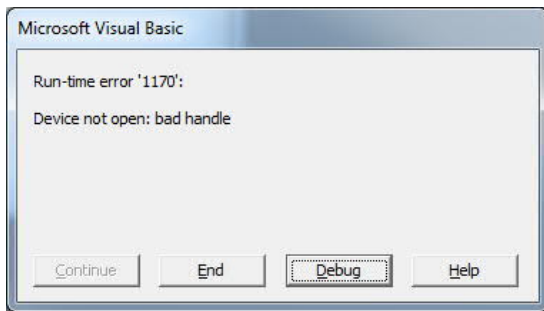 Microsoft Visual Basic
Run-time error '1170':
Device not open: bad handle
Continue End Debug Help